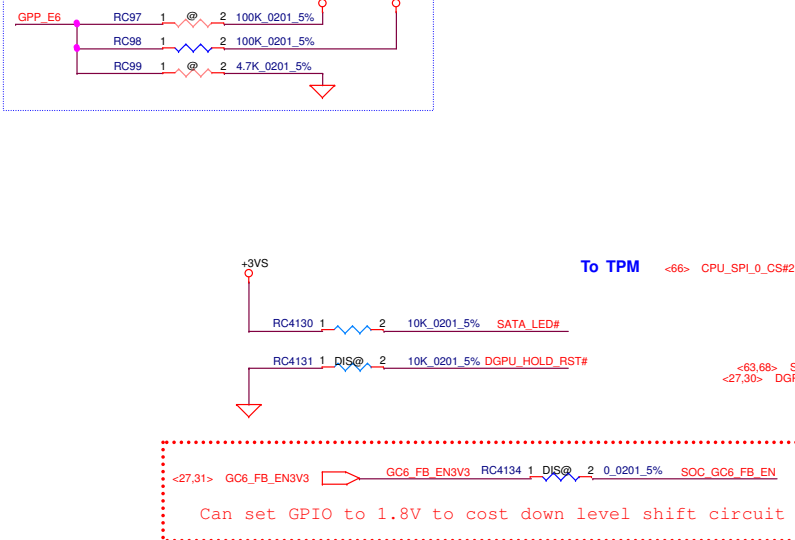 GPP_E6 RC97 1 @ 2 100K_0201_5%
RC98 1 2 100K_0201_5%
RC99 1 @ 2 4.7K_0201_5%
+3VS
To TPM <66> CPU_SPI_0_CS#2
RC4130 1 2 10K_0201_5% SATA_LED#
RC4131 1 DIS@ 2 10K_0201_5% DGPU_HOLD_RST#
<63,68> S
<27,30> DGP
<27,31> GC6_FB_EN3V3 GC6_FB_EN3V3 RC4134 1 DIS@ 2 0_0201_5% SOC_GC6_FB_EN
Can set GPIO to 1.8V to cost down level shift circuit